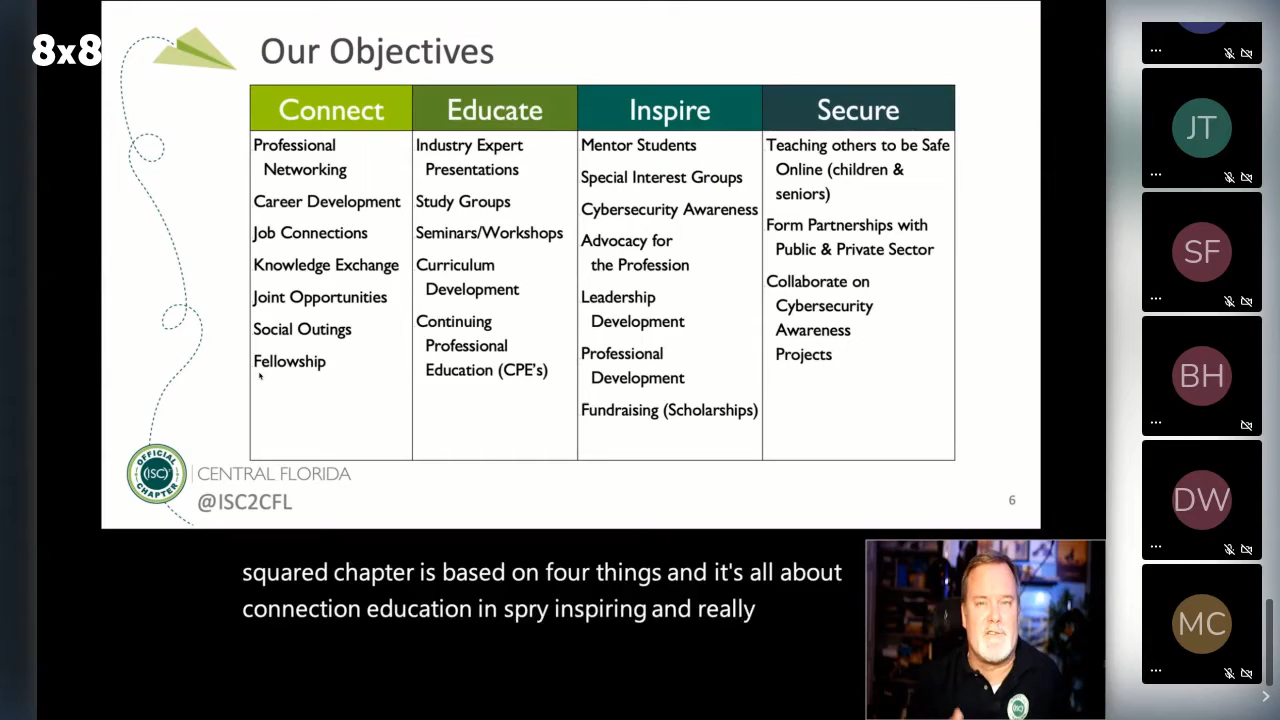 8x8
Our Objectives
Connect
Educate
Inspire
Secure
Professional
Networking
Career Development
Job Connections
Knowledge Exchange
Joint Opportunities
Social Outings
Fellowship
Industry Expert
Presentations
Study Groups
Seminars/Workshops
Curriculum
Development
Continuing
Professional
Education (CPE's)
Mentor Students
Special Interest Groups
Cybersecurity Awareness
Advocacy for
the Profession
Leadership
Development
Professional
Development
Fundraising (Scholarships)
Teaching others to be Safe
Online (children &
seniors)
Form Partnerships with
Public & Private Sector
Collaborate on
Cybersecurity
Awareness
Projects
OFFICIAL
(ISC)²
CHAPTER
CENTRAL FLORIDA
@ISC2CFL
6
squared chapter is based on four things and it's all about
connection education in spry inspiring and really
JT
SF
BH
DW
MC